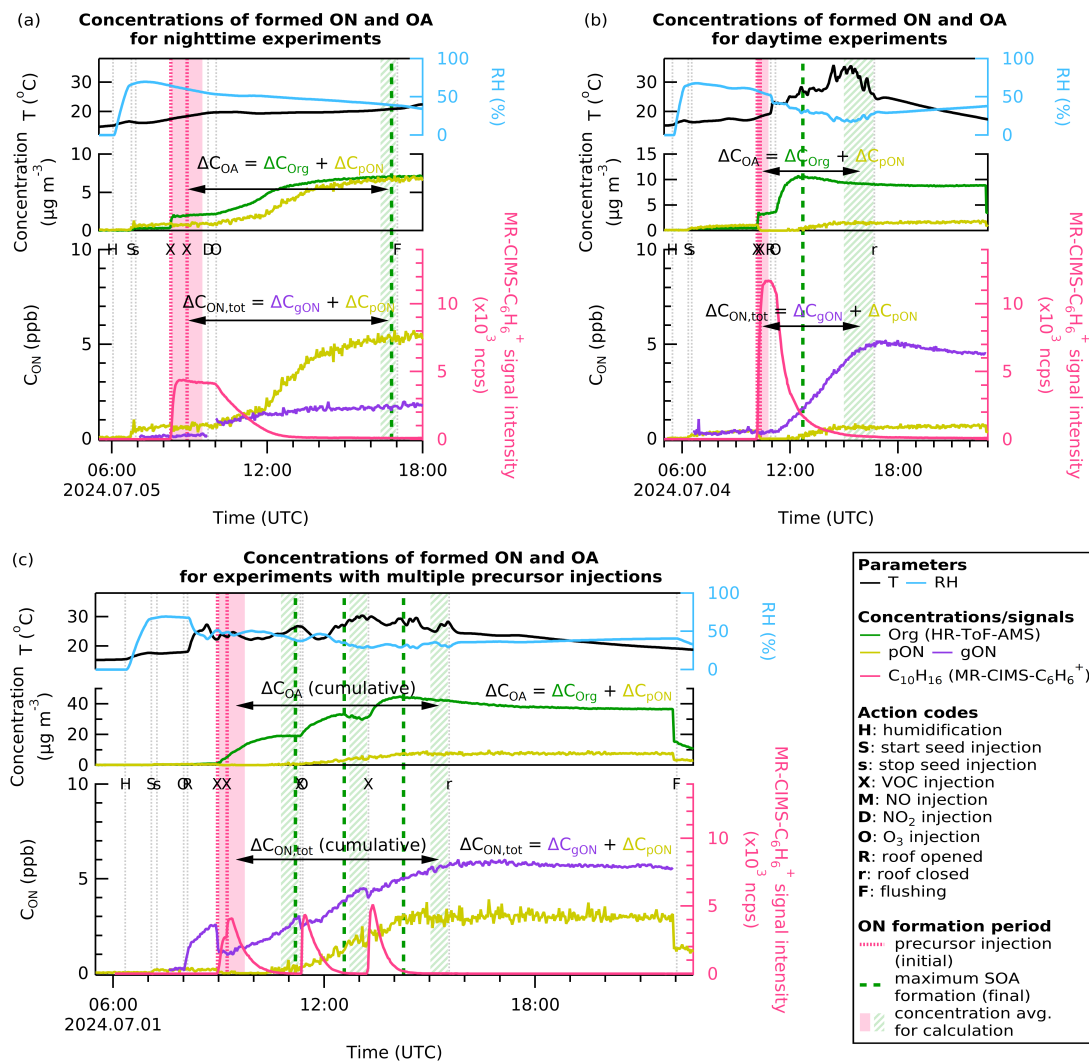 (a)
Concentrations of formed ON and OA
for nighttime experiments
T (°C)
30
20
100
50
0
RH (%)
Concentration
(µg m⁻³)
10
5
0
ΔC_OA = ΔC_Org + ΔC_pON
H Ss X X D O F
C_ON (ppb)
10
5
0
ΔC_ON,tot = ΔC_gON + ΔC_pON
10
5
0
MR-CIMS-C₆H₆⁺ signal intensity
(x10³ ncps)
06:00
12:00
18:00
2024.07.05
Time (UTC)
(b)
Concentrations of formed ON and OA
for daytime experiments
T (°C)
30
20
100
50
0
RH (%)
Concentration
(µg m⁻³)
15
10
5
0
ΔC_OA = ΔC_Org + ΔC_pON
H Ss X X R O r
C_ON (ppb)
10
5
0
ΔC_ON,tot = ΔC_gON + ΔC_pON
10
5
0
MR-CIMS-C₆H₆⁺ signal intensity
(x10³ ncps)
06:00
12:00
18:00
2024.07.04
Time (UTC)
(c)
Concentrations of formed ON and OA
for experiments with multiple precursor injections
T (°C)
30
20
100
50
0
RH (%)
Concentration
(µg m⁻³)
40
20
0
ΔC_OA (cumulative)
ΔC_OA = ΔC_Org + ΔC_pON
H Ss O R X X X O X r F
C_ON (ppb)
10
5
0
ΔC_ON,tot (cumulative)
ΔC_ON,tot = ΔC_gON + ΔC_pON
10
5
0
MR-CIMS-C₆H₆⁺ signal intensity
(x10³ ncps)
06:00
12:00
18:00
2024.07.01
Time (UTC)
Parameters
T RH
Concentrations/signals
Org (HR-ToF-AMS)
pON gON
C₁₀H₁₆ (MR-CIMS-C₆H₆⁺)
Action codes
H: humidification
S: start seed injection
s: stop seed injection
X: VOC injection
M: NO injection
D: NO₂ injection
O: O₃ injection
R: roof opened
r: roof closed
F: flushing
ON formation period
precursor injection
(initial)
maximum SOA
formation (final)
concentration avg.
for calculation